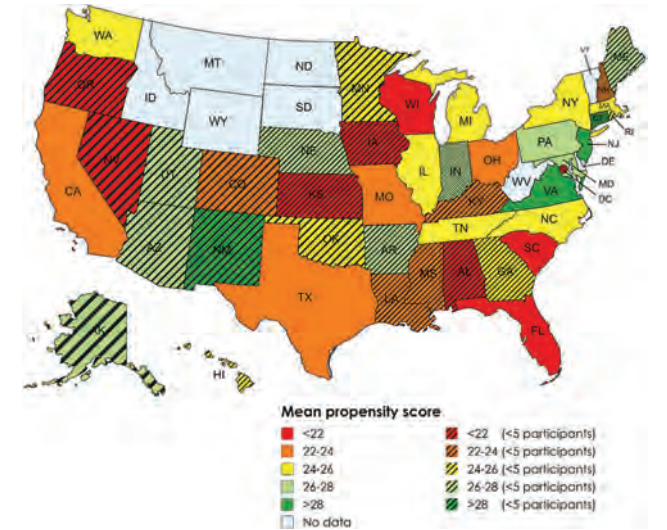 WA
MT
ND
MN
VT
ME
OR
ID
SD
WI
MI
NY
NH
MA
CT
RI
WY
IA
NE
PA
NJ
NV
UT
CO
IL
IN
OH
WV
DE
MD
DC
CA
KS
MO
KY
VA
AZ
NM
OK
AR
TN
NC
SC
TX
LA
MS
AL
GA
FL
AK
HI
Mean propensity score
<22 <22 (<5 participants)
22-24 22-24 (<5 participants)
24-26 24-26 (<5 participants)
26-28 26-28 (<5 participants)
>28 >28 (<5 participants)
No data